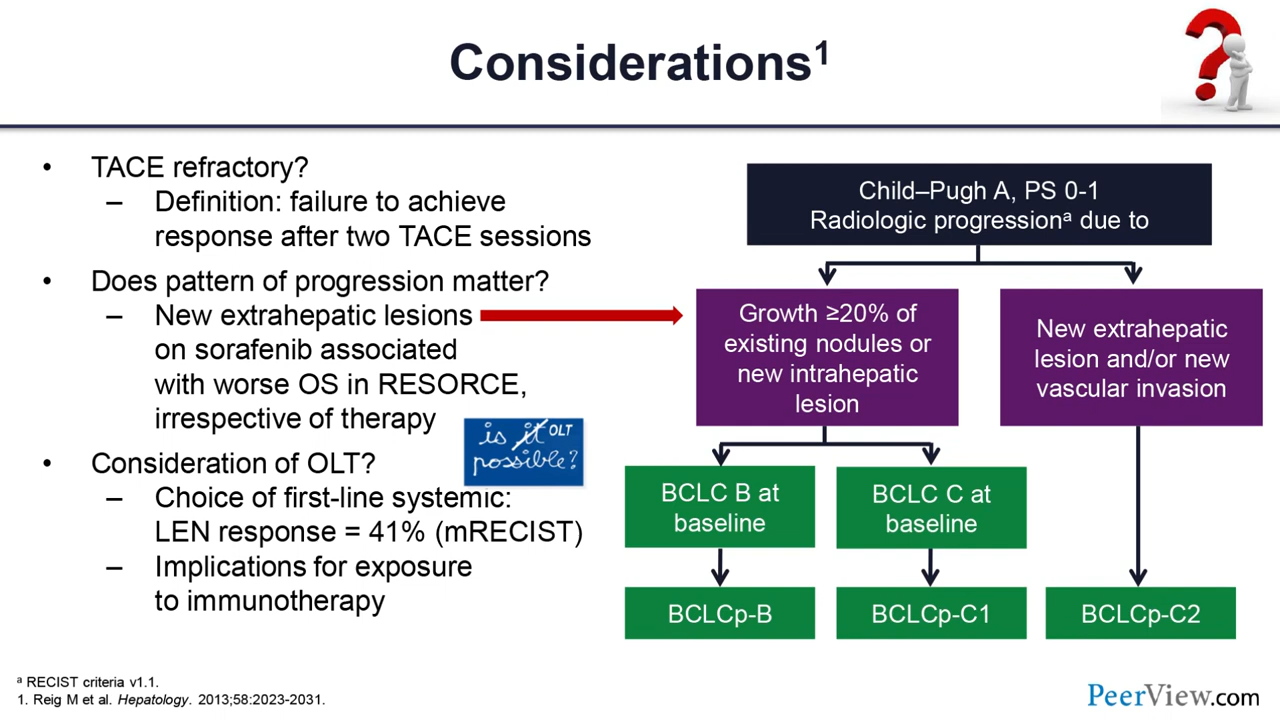 Considerations1
• TACE refractory?
– Definition: failure to achieve
response after two TACE sessions
• Does pattern of progression matter?
– New extrahepatic lesions
on sorafenib associated
with worse OS in RESORCE,
irrespective of therapy
is it OLT
possible?
• Consideration of OLT?
– Choice of first-line systemic:
LEN response = 41% (mRECIST)
– Implications for exposure
to immunotherapy
Child–Pugh A, PS 0-1
Radiologic progressiona due to
Growth ≥20% of
existing nodules or
new intrahepatic
lesion
New extrahepatic
lesion and/or new
vascular invasion
BCLC B at
baseline
BCLC C at
baseline
BCLCp-B
BCLCp-C1
BCLCp-C2
a RECIST criteria v1.1.
1. Reig M et al. Hepatology. 2013;58:2023-2031.
PeerView.com